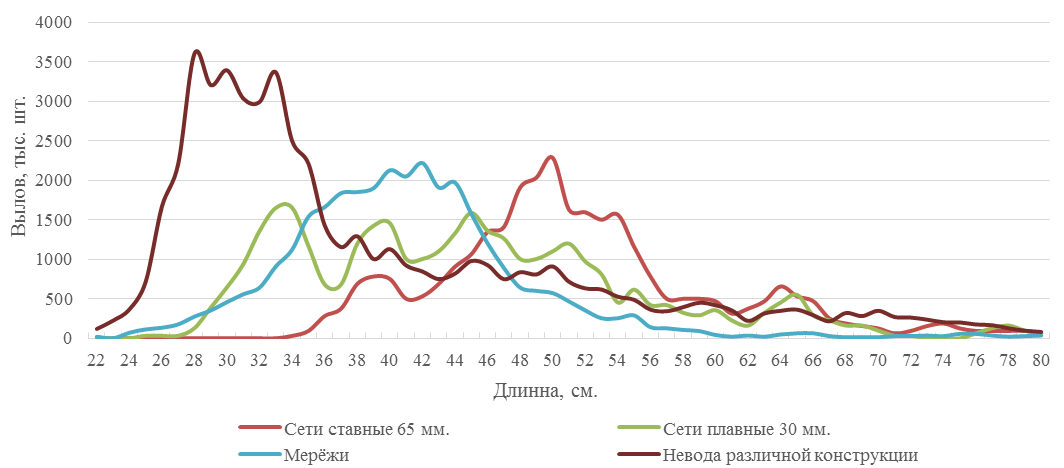 4000
3500
3000
2500
2000
1500
1000
500
0
Вылов, тыс. шт.
22 24 26 28 30 32 34 36 38 40 42 44 46 48 50 52 54 56 58 60 62 64 66 68 70 72 74 76 78 80
Длинна, см.
Сети ставные 65 мм. Сети плавные 30 мм.
Мерёжи Невода различной конструкции